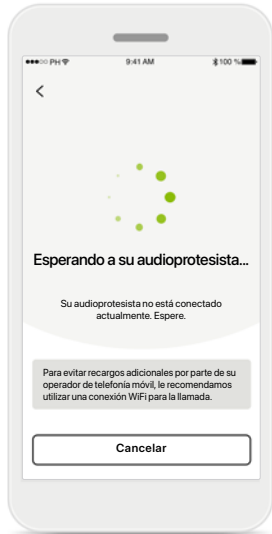 ●●●○○ PH 9:41 AM 100 %
Esperando a su audioprotesista...
Su audioprotesista no está conectado
actualmente. Espere.
Para evitar recargos adicionales por parte de su
operador de telefonía móvil, le recomendamos
utilizar una conexión WiFi para la llamada.
Cancelar